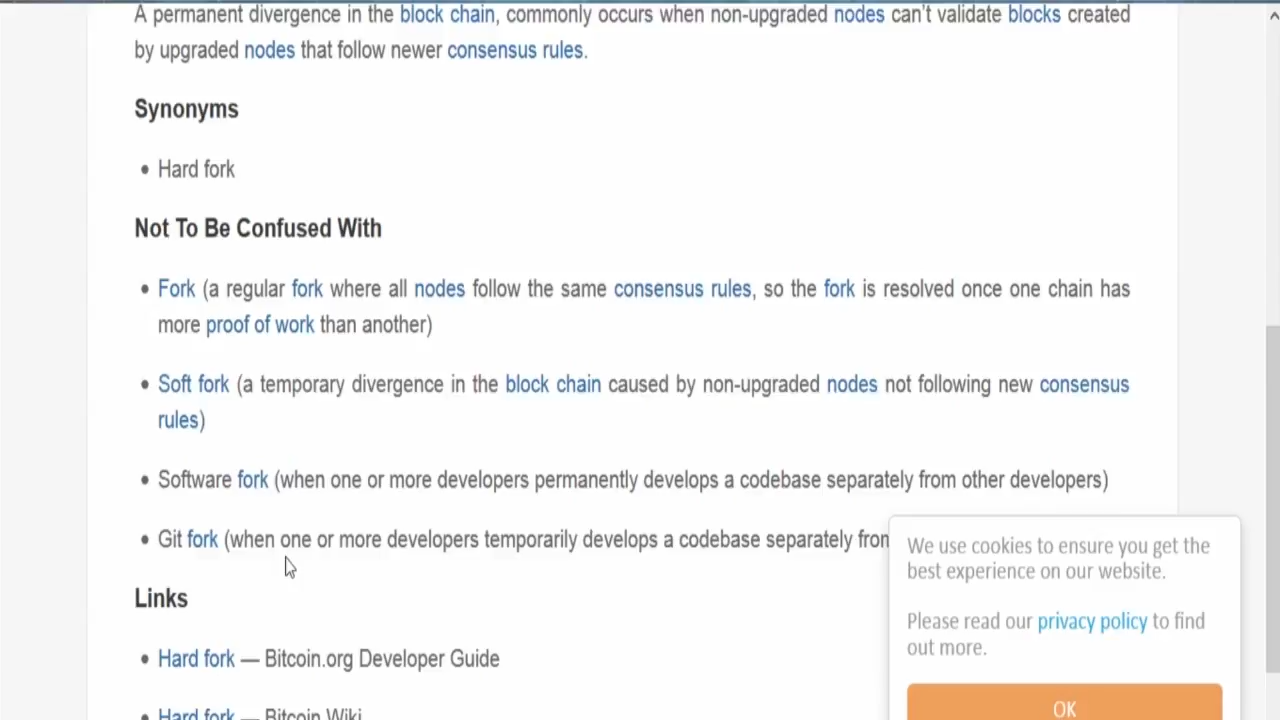 A permanent divergence in the block chain, commonly occurs when non-upgraded nodes can't validate blocks created
by upgraded nodes that follow newer consensus rules.
Synonyms
• Hard fork
Not To Be Confused With
• Fork (a regular fork where all nodes follow the same consensus rules, so the fork is resolved once one chain has
more proof of work than another)
• Soft fork (a temporary divergence in the block chain caused by non-upgraded nodes not following new consensus
rules)
• Software fork (when one or more developers permanently develops a codebase separately from other developers)
• Git fork (when one or more developers temporarily develops a codebase separately from
Links
• Hard fork — Bitcoin.org Developer Guide
• Hard fork — Bitcoin Wiki
We use cookies to ensure you get the
best experience on our website.
Please read our privacy policy to find
out more.
OK